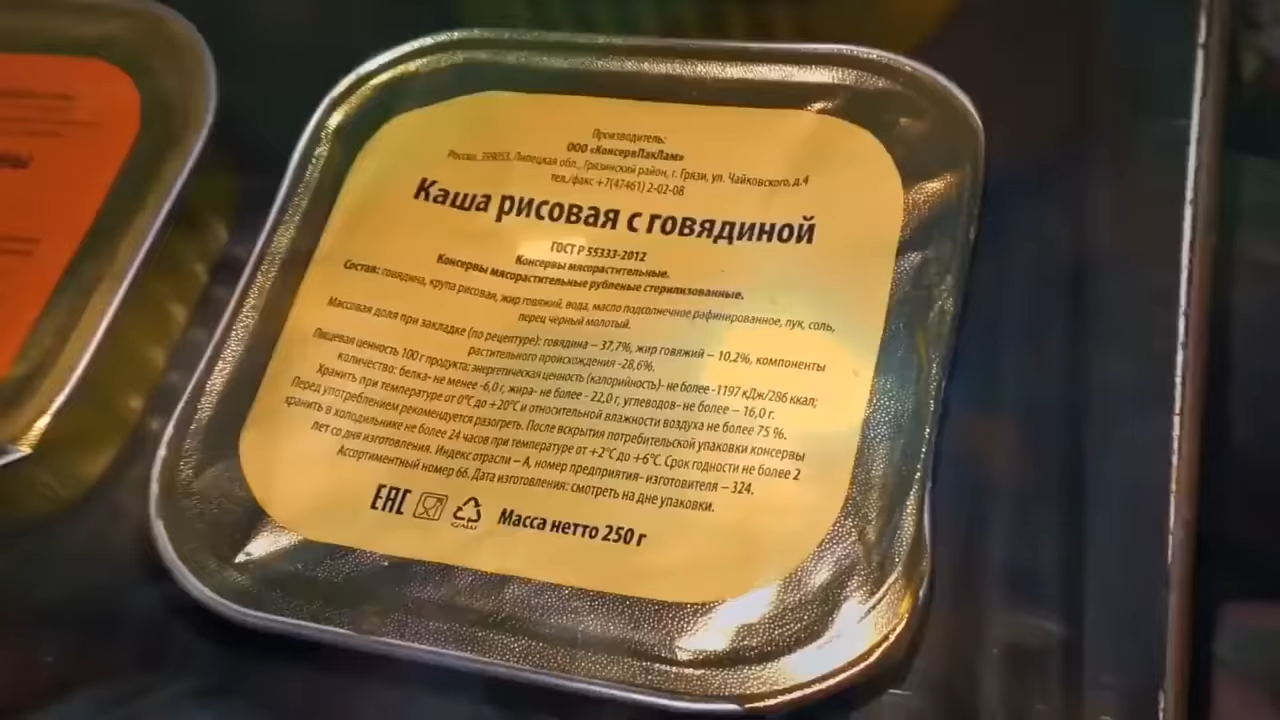 Производитель:
ООО «КонсервПакЛам»
Россия, 399053, Липецкая обл., Грязинский район, г. Грязи, ул. Чайковского, д.4
тел./факс +7(47461) 2-02-08
Каша рисовая с говядиной
ГОСТ Р 55333-2012
Консервы мясорастительные.
Консервы мясорастительные рубленые стерилизованные.
Состав: говядина, крупа рисовая, жир говяжий, вода, масло подсолнечное рафинированное, лук, соль,
перец черный молотый.
Массовая доля при закладке (по рецептуре): говядина – 37,7%, жир говяжий – 10,2%, компоненты
растительного происхождения -28,6%.
Пищевая ценность 100 г продукта: энергетическая ценность (калорийность)- не более -1197 кДж/286 ккал;
количество: белка- не менее -6,0 г, жира- не более - 22,0 г, углеводов- не более – 16,0 г.
Хранить при температуре от 0°С до +20°С и относительной влажности воздуха не более 75 %.
Перед употреблением рекомендуется разогреть. После вскрытия потребительской упаковки консервы
хранить в холодильнике не более 24 часов при температуре от +2°С до +6°С. Срок годности не более 2
лет со дня изготовления. Индекс отрасли – А, номер предприятия- изготовителя – 324.
Ассортиментный номер 66. Дата изготовления: смотреть на дне упаковки.
ЕАС Масса нетто 250 г